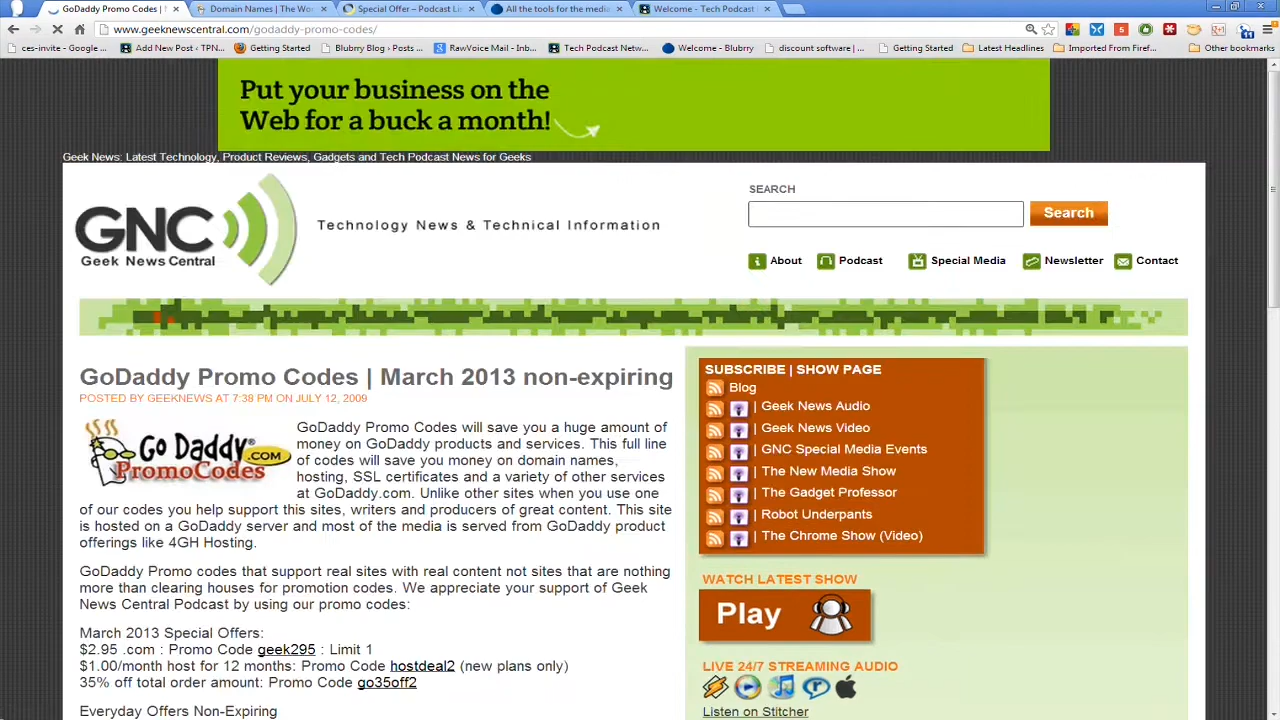 GoDaddy Promo Codes |
Domain Names | The Wo
Special Offer – Podcast Li
All the tools for the media
Welcome - Tech Podcast
www.geeknewscentral.com/godaddy-promo-codes/
ces-invite - Google ...
Add New Post ‹ TPN...
Getting Started
Blubrry Blog › Posts ...
RawVoice Mail - Inb...
Tech Podcast Netw...
Welcome - Blubrry
discount software |...
Getting Started
Latest Headlines
Imported From Firef...
Other bookmarks
Put your business on the
Web for a buck a month!
Geek News: Latest Technology, Product Reviews, Gadgets and Tech Podcast News for Geeks
GNC
Geek News Central
Technology News & Technical Information
SEARCH
Search
About
Podcast
Special Media
Newsletter
Contact
GoDaddy Promo Codes | March 2013 non-expiring
POSTED BY GEEKNEWS AT 7:38 PM ON JULY 12, 2009
Go Daddy .COM
PromoCodes
GoDaddy Promo Codes will save you a huge amount of
money on GoDaddy products and services. This full line
of codes will save you money on domain names,
hosting, SSL certificates and a variety of other services
at GoDaddy.com. Unlike other sites when you use one
of our codes you help support this sites, writers and producers of great content. This site
is hosted on a GoDaddy server and most of the media is served from GoDaddy product
offerings like 4GH Hosting.
GoDaddy Promo codes that support real sites with real content not sites that are nothing
more than clearing houses for promotion codes. We appreciate your support of Geek
News Central Podcast by using our promo codes:
March 2013 Special Offers:
$2.95 .com : Promo Code geek295 : Limit 1
$1.00/month host for 12 months: Promo Code hostdeal2 (new plans only)
35% off total order amount: Promo Code go35off2
Everyday Offers Non-Expiring
SUBSCRIBE | SHOW PAGE
Blog
| Geek News Audio
| Geek News Video
| GNC Special Media Events
| The New Media Show
| The Gadget Professor
| Robot Underpants
| The Chrome Show (Video)
WATCH LATEST SHOW
Play
LIVE 24/7 STREAMING AUDIO
Listen on Stitcher